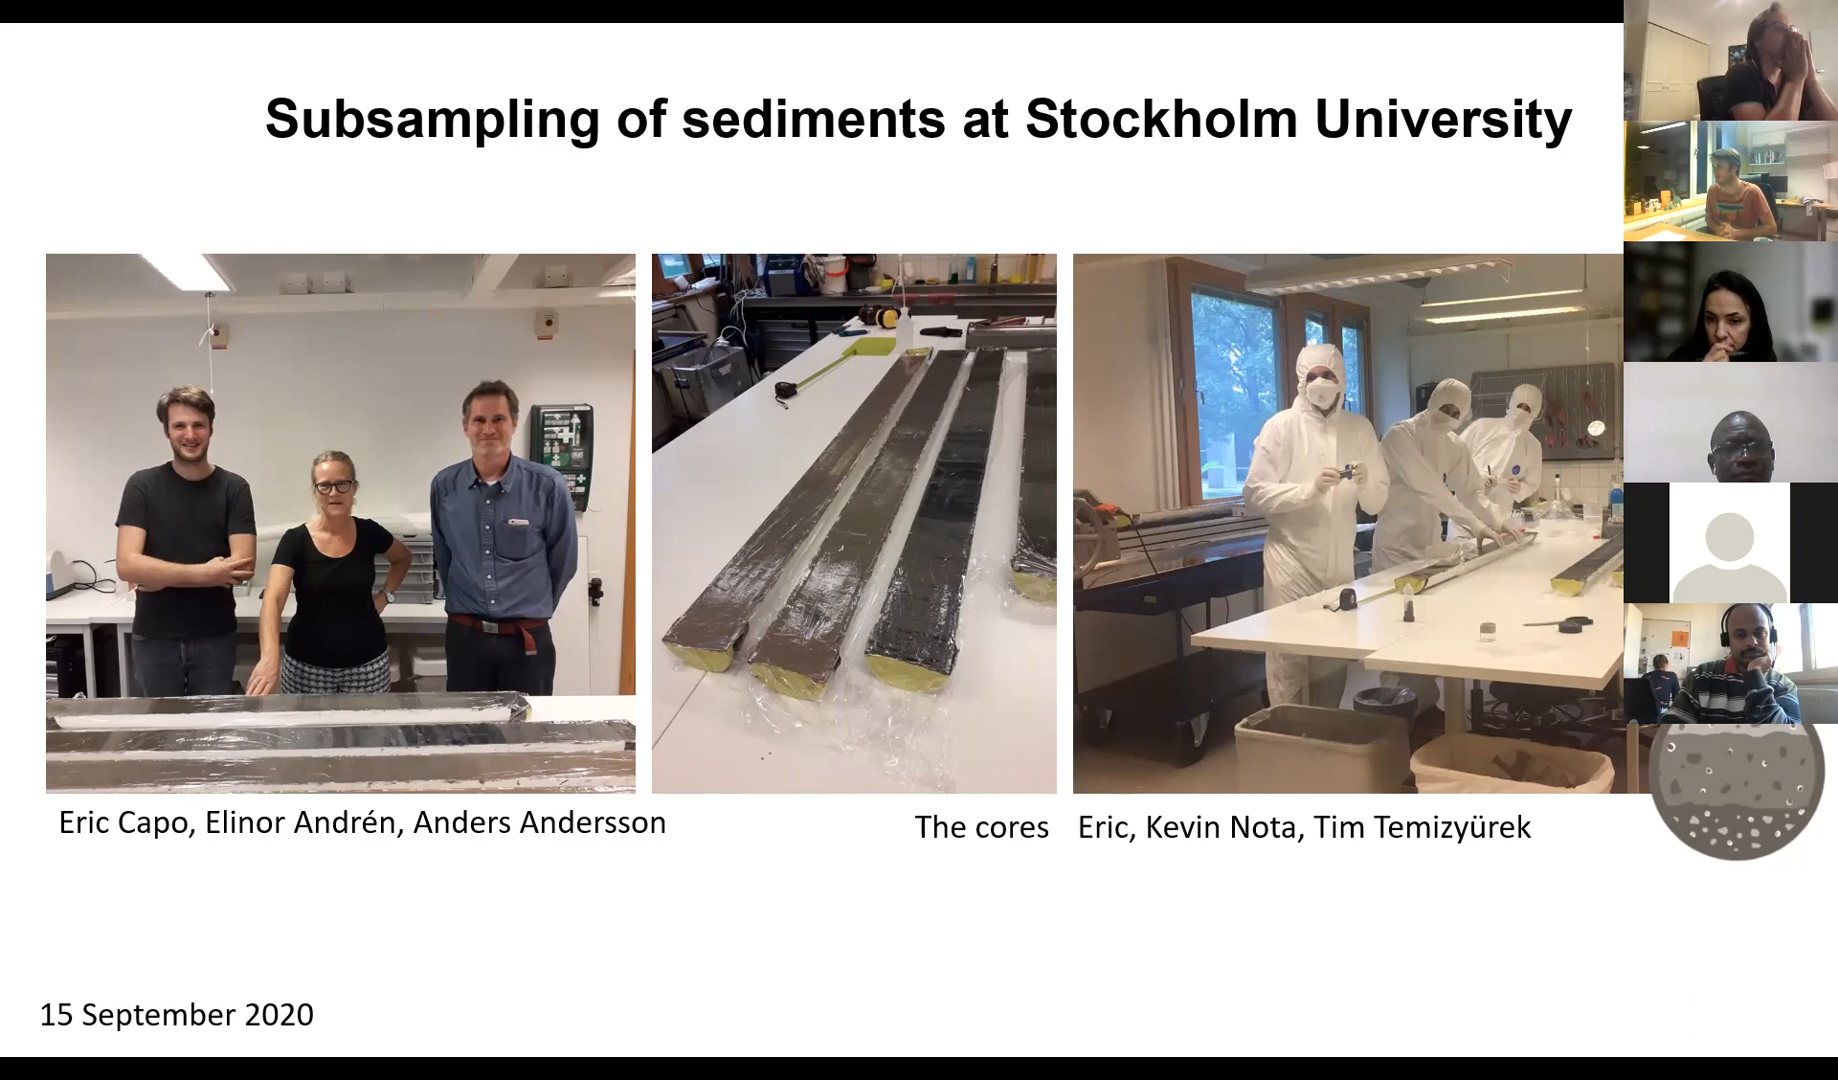 Subsampling of sediments at Stockholm University
Eric Capo, Elinor Andrén, Anders Andersson
The cores
Eric, Kevin Nota, Tim Temizyürek
15 September 2020